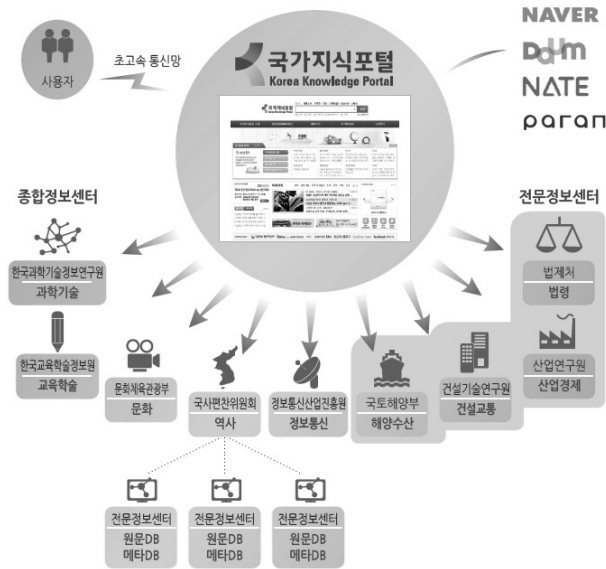 NAVER
Daum
NATE
paran
사용자
초고속 통신망
국가지식포털
Korea Knowledge Portal
종합정보센터
전문정보센터
한국과학기술정보연구원
과학기술
법제처
법령
한국교육학술정보원
교육학술
문화체육관광부
문화
국사편찬위원회
역사
정보통신산업진흥원
정보통신
국토해양부
해양수산
건설기술연구원
건설교통
산업연구원
산업경제
전문정보센터
원문DB
메타DB
전문정보센터
원문DB
메타DB
전문정보센터
원문DB
메타DB